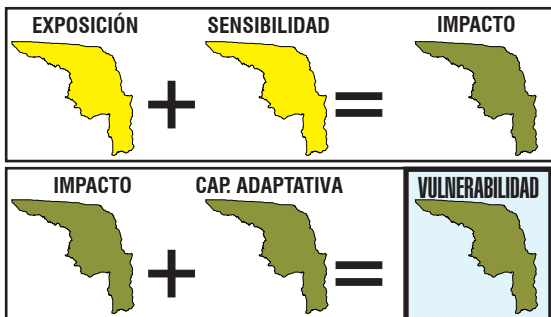 EXPOSICIÓN SENSIBILIDAD IMPACTO
+ =
IMPACTO CAP. ADAPTATIVA VULNERABILIDAD
+ =